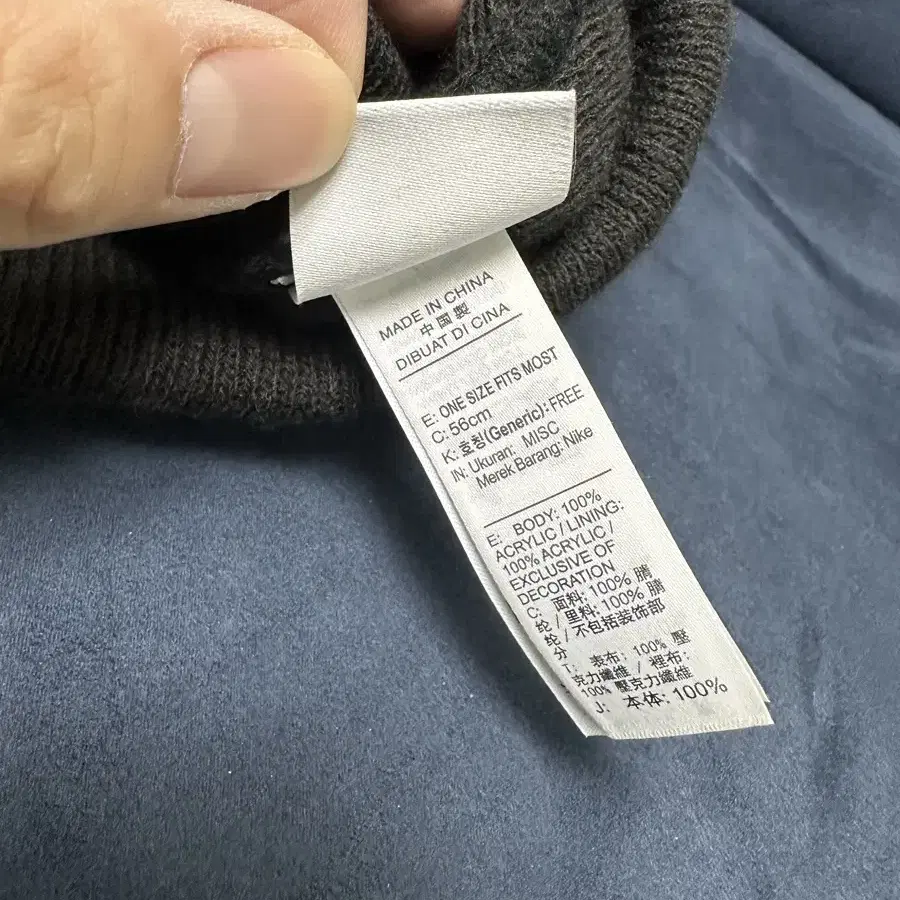 MADE IN CHINA
中国製
DIBUAT DI CINA
E: ONE SIZE FITS MOST
C: 56cm
K: 호칭(Generic): FREE
IN: Ukuran: MISC
Merek Barang: Nike
E: BODY: 100%
ACRYLIC / LINING:
100% ACRYLIC /
EXCLUSIVE OF
DECORATION
C: 面料: 100% 腈
纶 / 里料: 100% 腈
纶 / 不包括装饰部
分
T: 表布: 100% 壓
克力纖維 / 裡布:
100% 壓克力纖維
J: 本体: 100%